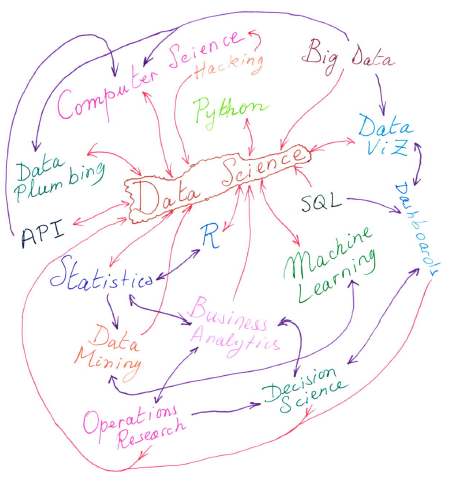 Computer Science
Hacking
Big Data
Python
Data
ViZ
Data
Plumbing
Data Science
API
SQL
Dashboards
R
Statistics
Machine
Learning
Business
Analytics
Data
Mining
Decision
Science
Operations
Research